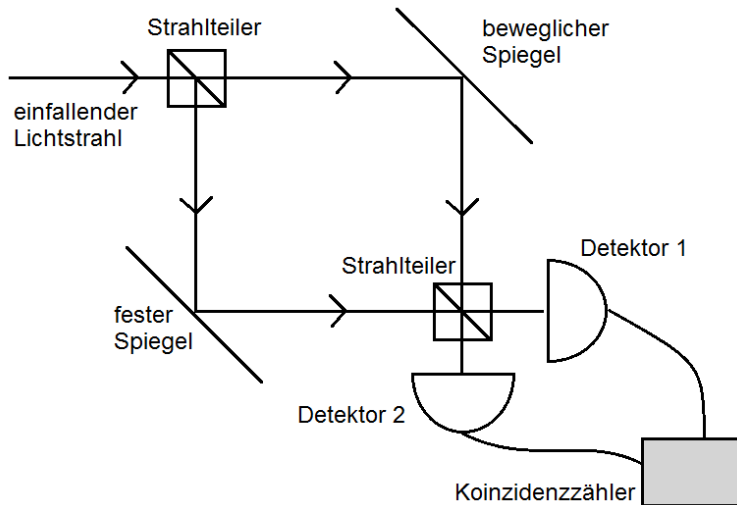 Strahlteiler
beweglicher
Spiegel
einfallender
Lichtstrahl
Strahlteiler
Detektor 1
fester
Spiegel
Detektor 2
Koinzidenzzähler